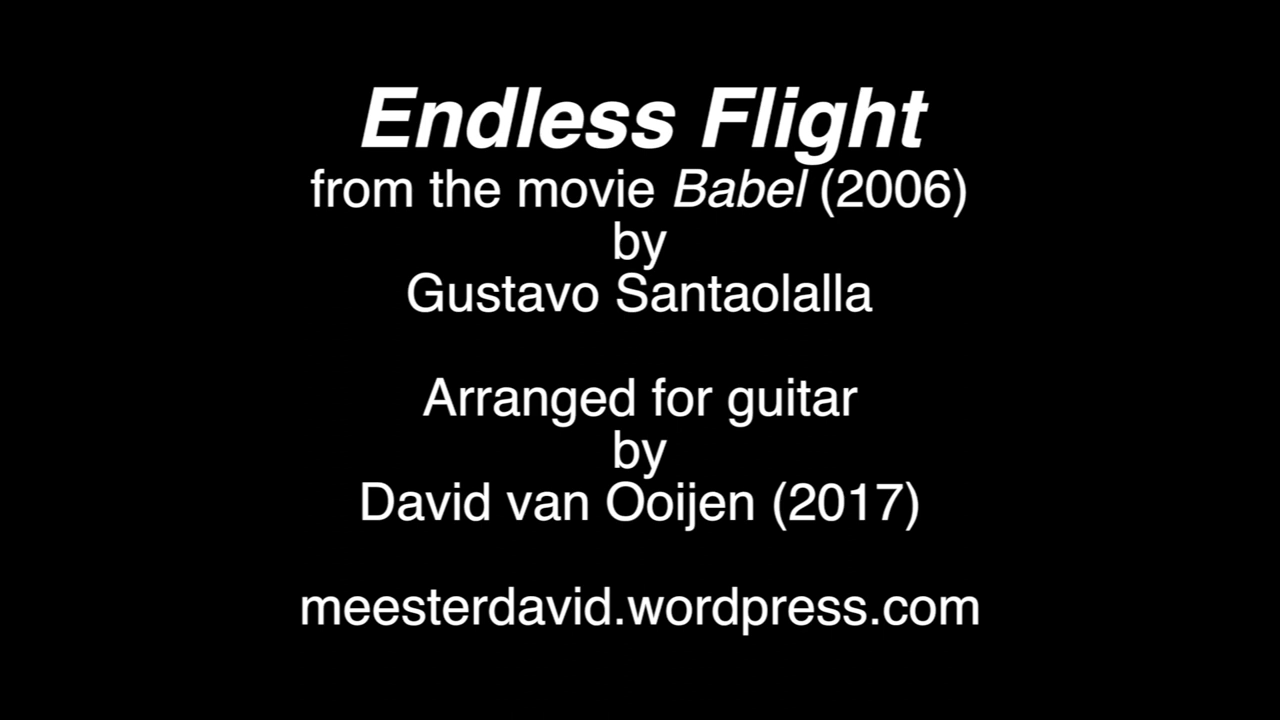 Endless Flight
from the movie Babel (2006)
by
Gustavo Santaolalla
Arranged for guitar
by
David van Ooijen (2017)
meesterdavid.wordpress.com